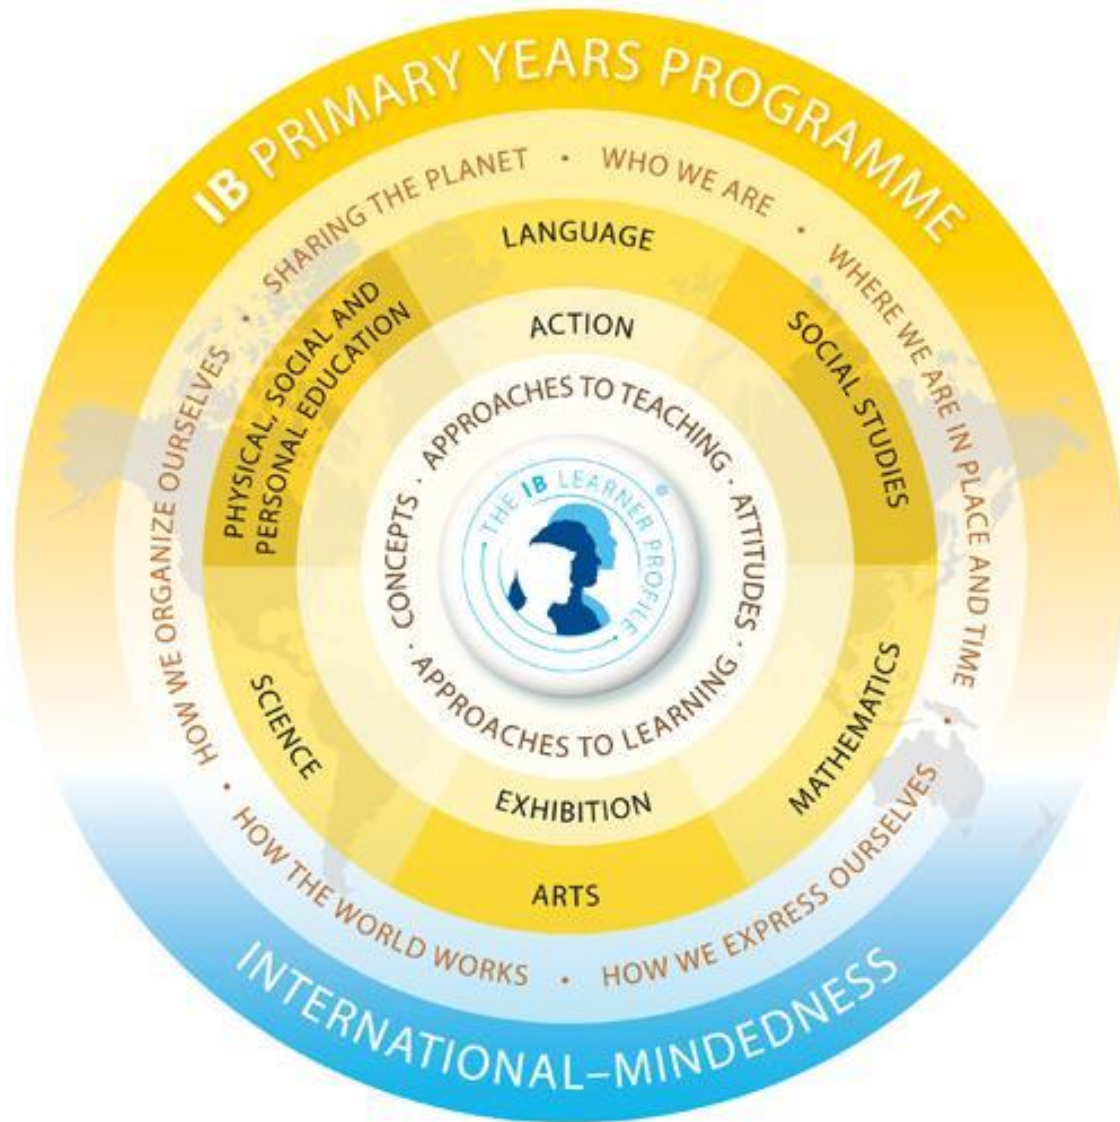 IB PRIMARY YEARS PROGRAMME
SHARING THE PLANET
WHO WE ARE
WHERE WE ARE IN PLACE AND TIME
HOW WE EXPRESS OURSELVES
HOW THE WORLD WORKS
HOW WE ORGANIZE OURSELVES
LANGUAGE
SOCIAL STUDIES
MATHEMATICS
ARTS
SCIENCE
PHYSICAL, SOCIAL AND
PERSONAL EDUCATION
ACTION
EXHIBITION
APPROACHES TO TEACHING
ATTITUDES
APPROACHES TO LEARNING
CONCEPTS
THE IB LEARNER PROFILE
INTERNATIONAL–MINDEDNESS